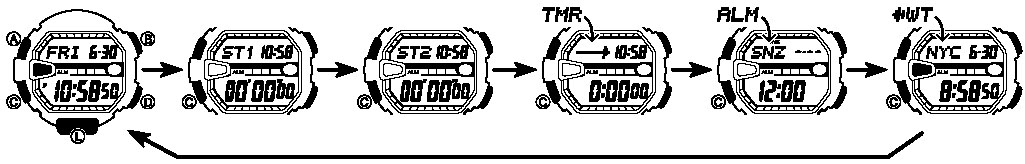 TMR
ALM
*WT
A
B
FRI 6-30
ALM
P 10:58 50
C
D
L
ST1 10:58
ALM
00'00"00
C
ST2 10:58
00'00"00
C
10:58
ALM
0:00 00
C
SNZ
ALM
12:00
C
NYC 6-30
ALM
8:58 50
C